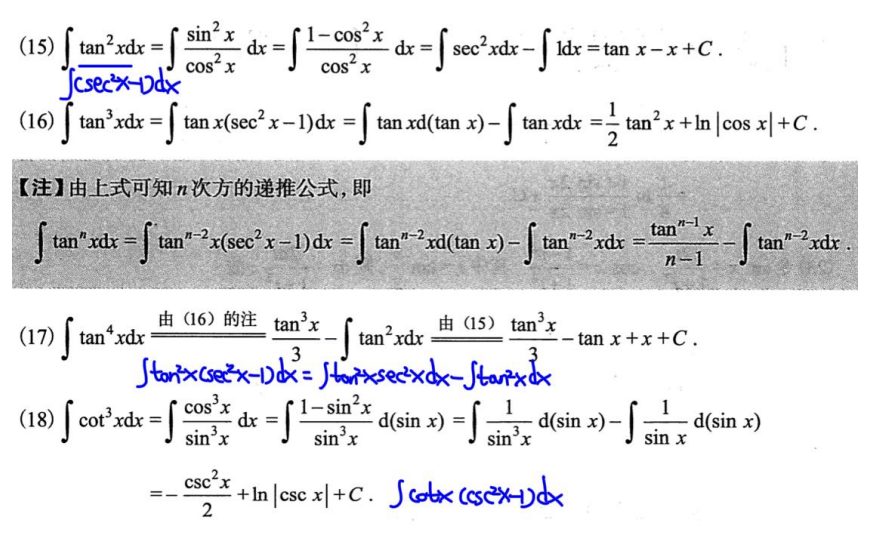 (15) ∫ tan²xdx = ∫ sin²x/cos²x dx = ∫ (1−cos²x)/cos²x dx = ∫ sec²xdx − ∫ 1dx = tan x − x + C .
∫(sec²x−1)dx
(16) ∫ tan³xdx = ∫ tan x(sec²x−1)dx = ∫ tan xd(tan x) − ∫ tan xdx = 1/2 tan²x + ln|cos x| + C .
【注】由上式可知n次方的递推公式,即
∫ tanⁿxdx = ∫ tanⁿ⁻²x(sec²x−1)dx = ∫ tanⁿ⁻²xd(tan x) − ∫ tanⁿ⁻²xdx = tanⁿ⁻¹x/(n−1) − ∫ tanⁿ⁻²xdx .
(17) ∫ tan⁴xdx =(由(16)的注)= tan³x/3 − ∫ tan²xdx =(由(15))= tan³x/3 − tan x + x + C .
∫tan²x(sec²x−1)dx = ∫tan²xsec²xdx − ∫tan²xdx
(18) ∫ cot³xdx = ∫ cos³x/sin³x dx = ∫ (1−sin²x)/sin³x d(sin x) = ∫ 1/sin³x d(sin x) − ∫ 1/sin x d(sin x)
= − csc²x/2 + ln|csc x| + C . ∫cotx(csc²x−1)dx